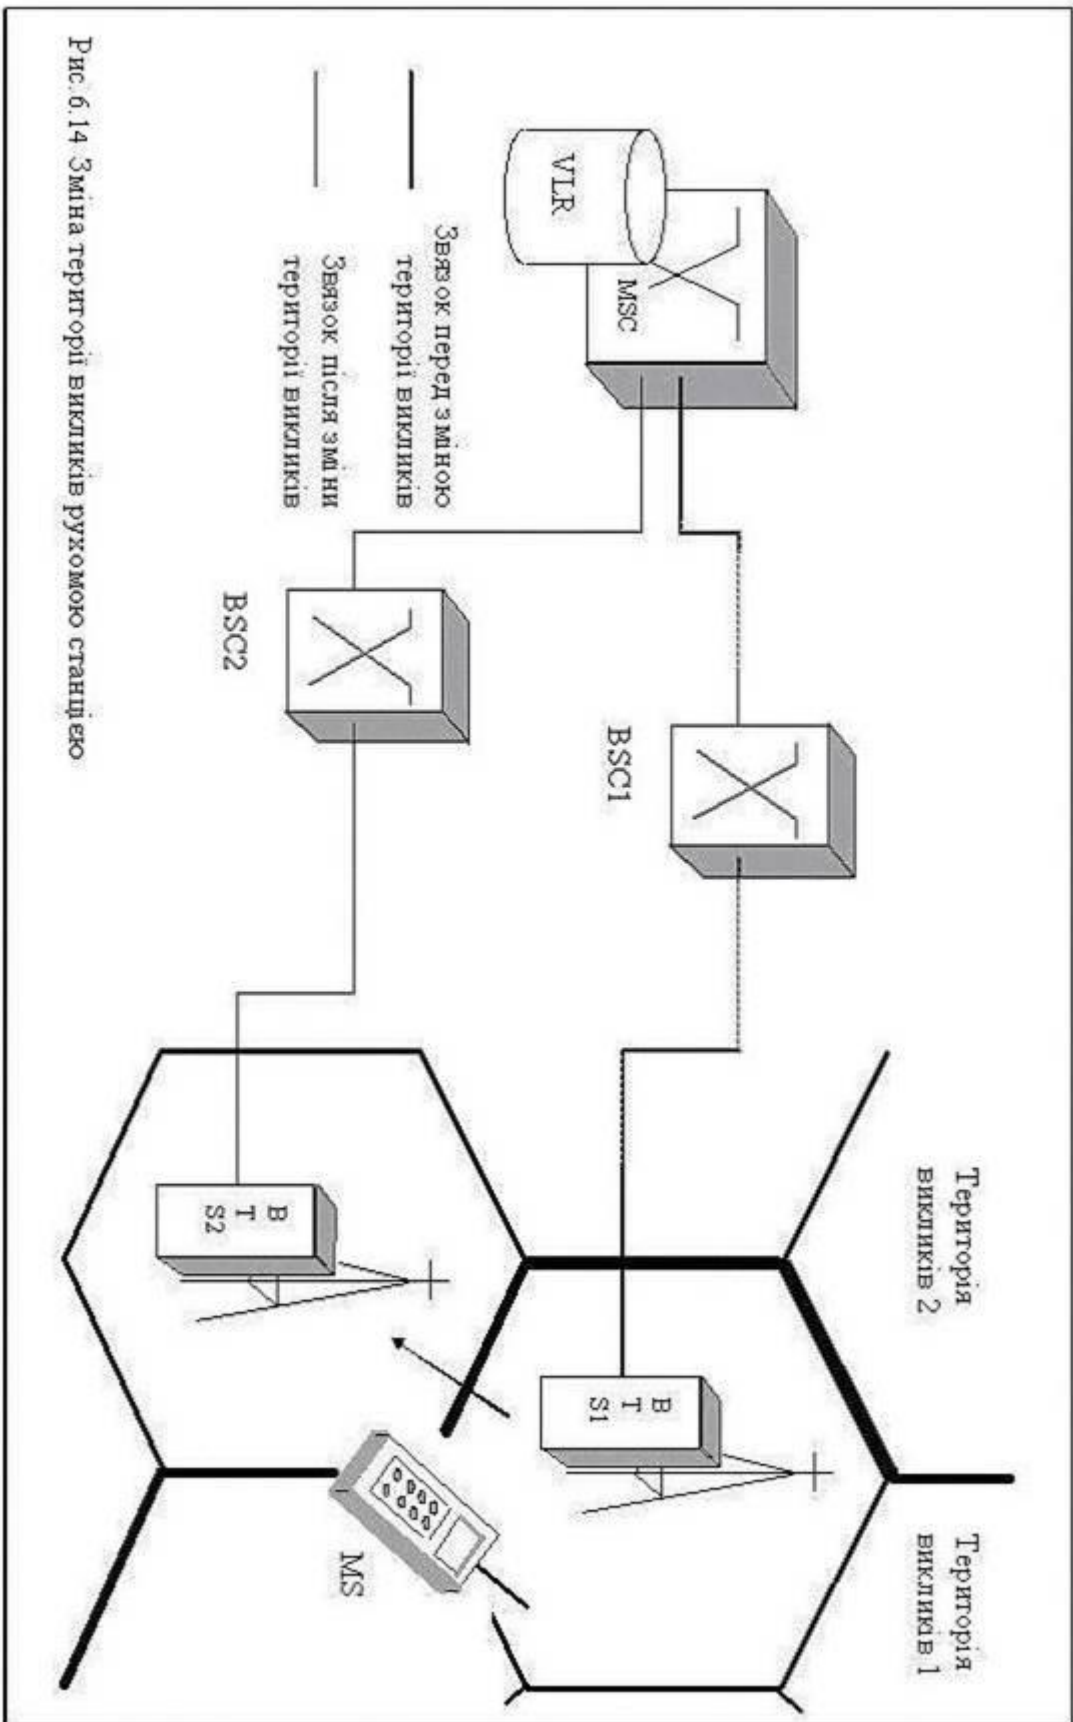 Територія
викликів 2
Територія
викликів 1
BSC1
B
T
S1
MSC
VLR
BSC2
B
T
S2
MS
Звязок перед зміною
території викликів
Звязок після зміни
території викликів
Рис.6.14 Зміна території викликів рухомою станцією